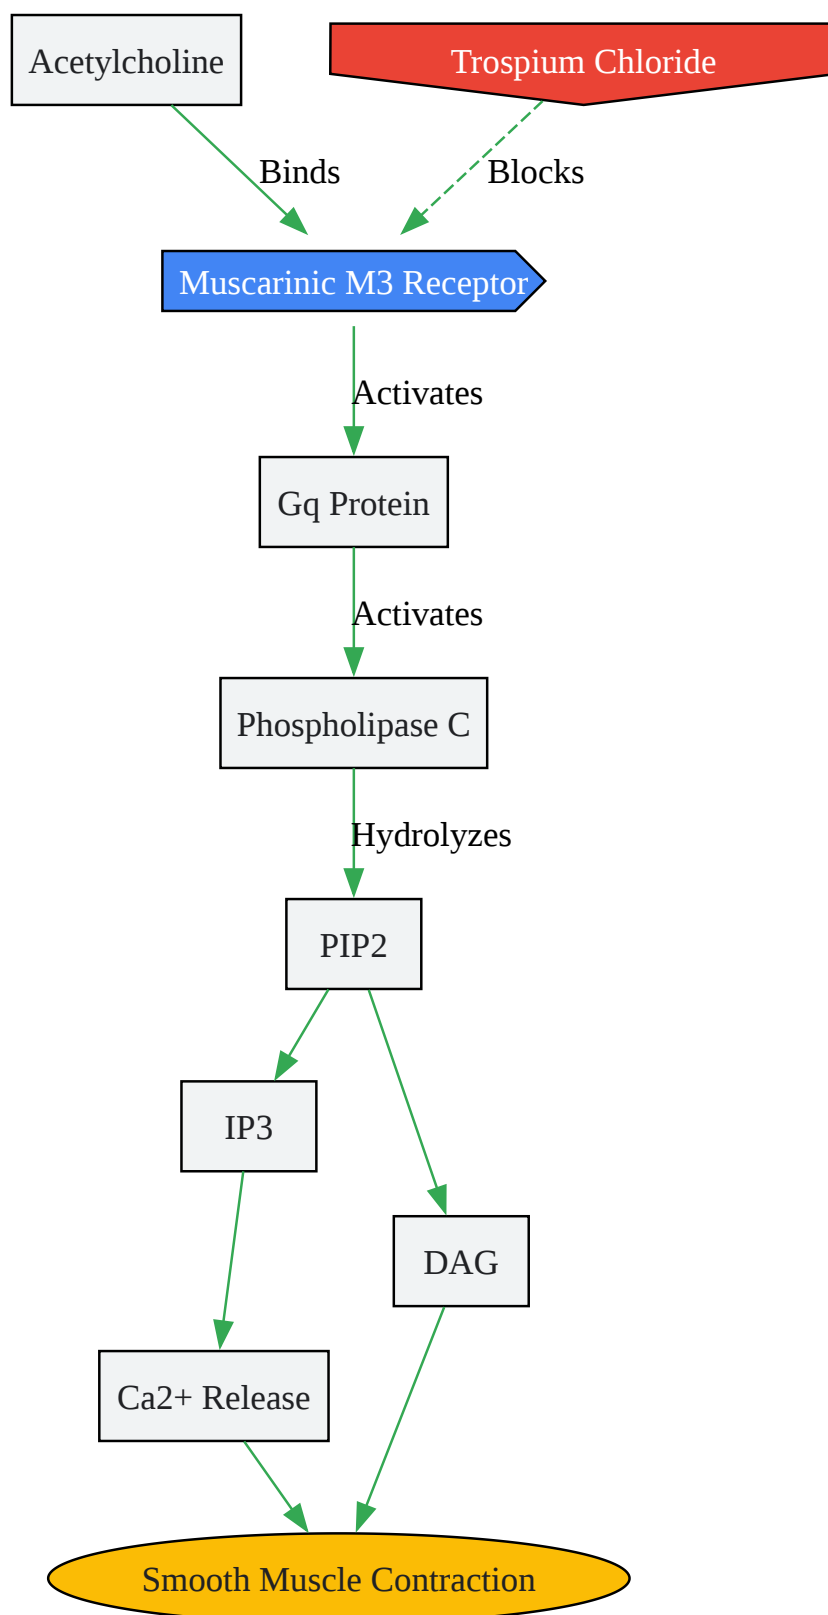 Acetylcholine
Trospium Chloride
Binds
Blocks
Muscarinic M3 Receptor
Activates
Gq Protein
Activates
Phospholipase C
Hydrolyzes
PIP2
IP3
DAG
Ca2+ Release
Smooth Muscle Contraction